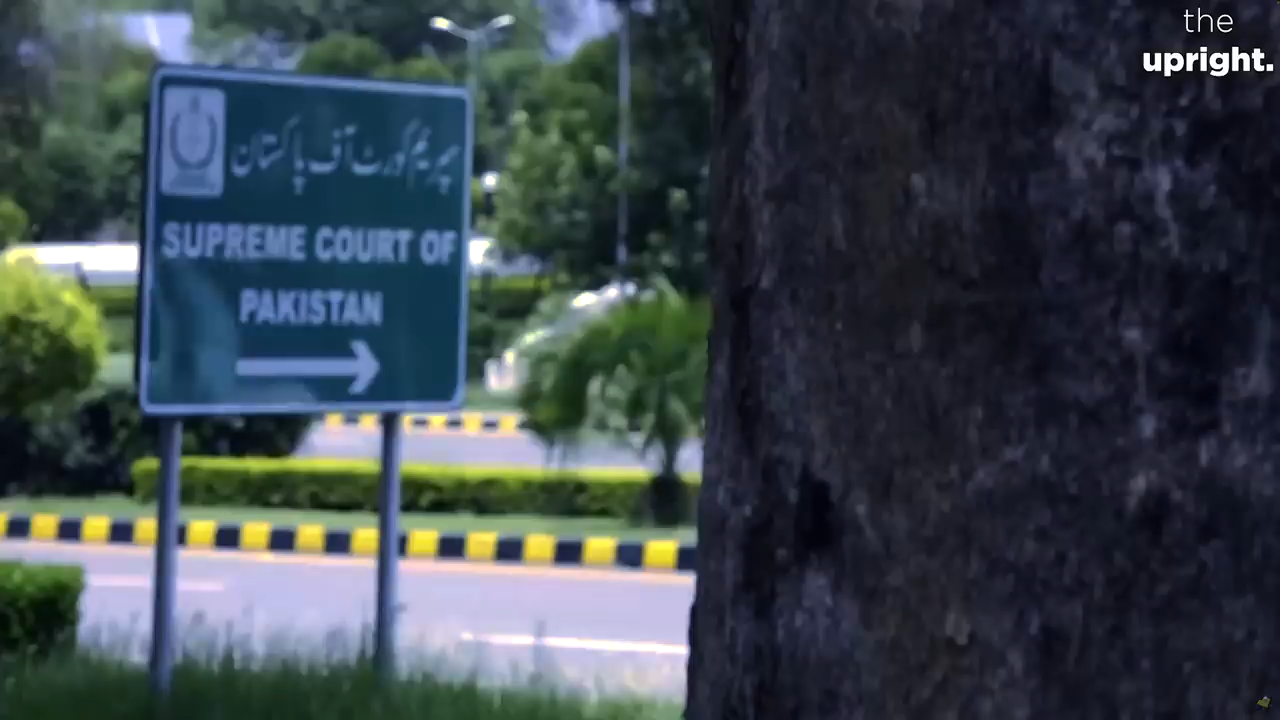 the
upright.
سپریم کورٹ آف پاکستان
SUPREME COURT OF
PAKISTAN